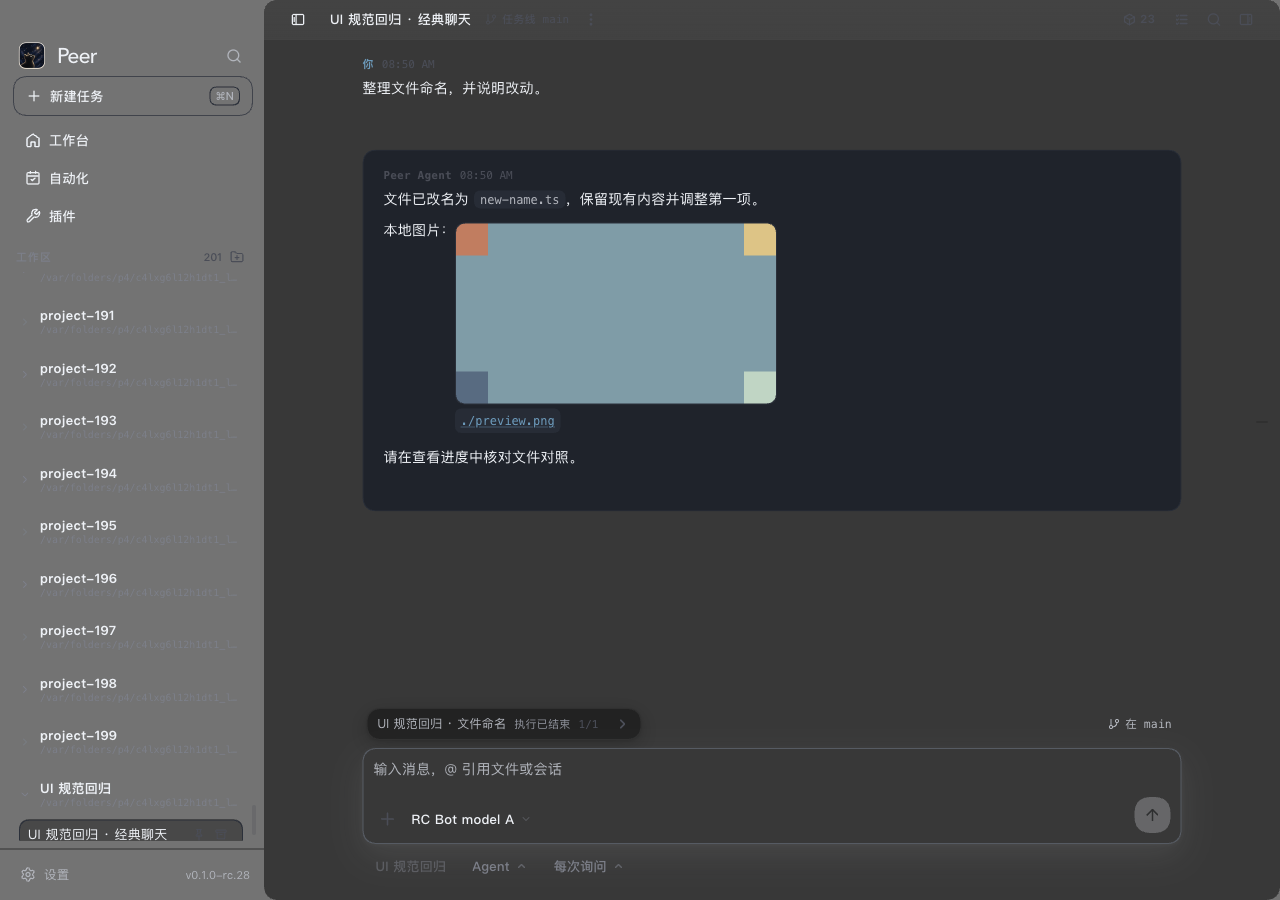 Peer
新建任务
⌘N
工作台
自动化
插件
工作区
201
project-191
project-192
project-193
project-194
project-195
project-196
project-197
project-198
project-199
UI 规范回归
UI 规范回归 · 经典聊天
设置
v0.1.0-rc.28
UI 规范回归 · 经典聊天
main
23
你 08:50 AM
整理文件命名，并说明改动。
Peer Agent 08:50 AM
文件已改名为 new-name.ts，保留现有内容并调整第一项。
本地图片：
./preview.png
请在查看进度中核对文件对照。
UI 规范回归 · 文件命名 执行已结束 1/1
在 main
输入消息，@ 引用文件或会话
RC Bot model A
UI 规范回归
Agent
每次询问